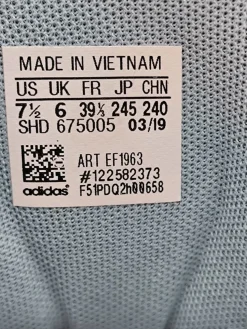 MADE IN VIETNAM
US UK FR JP CHN
7½ 6 39⅓ 245 240
SHD 675005 03/19
ART EF1963
#122582373
adidas F51PDQ2h00658